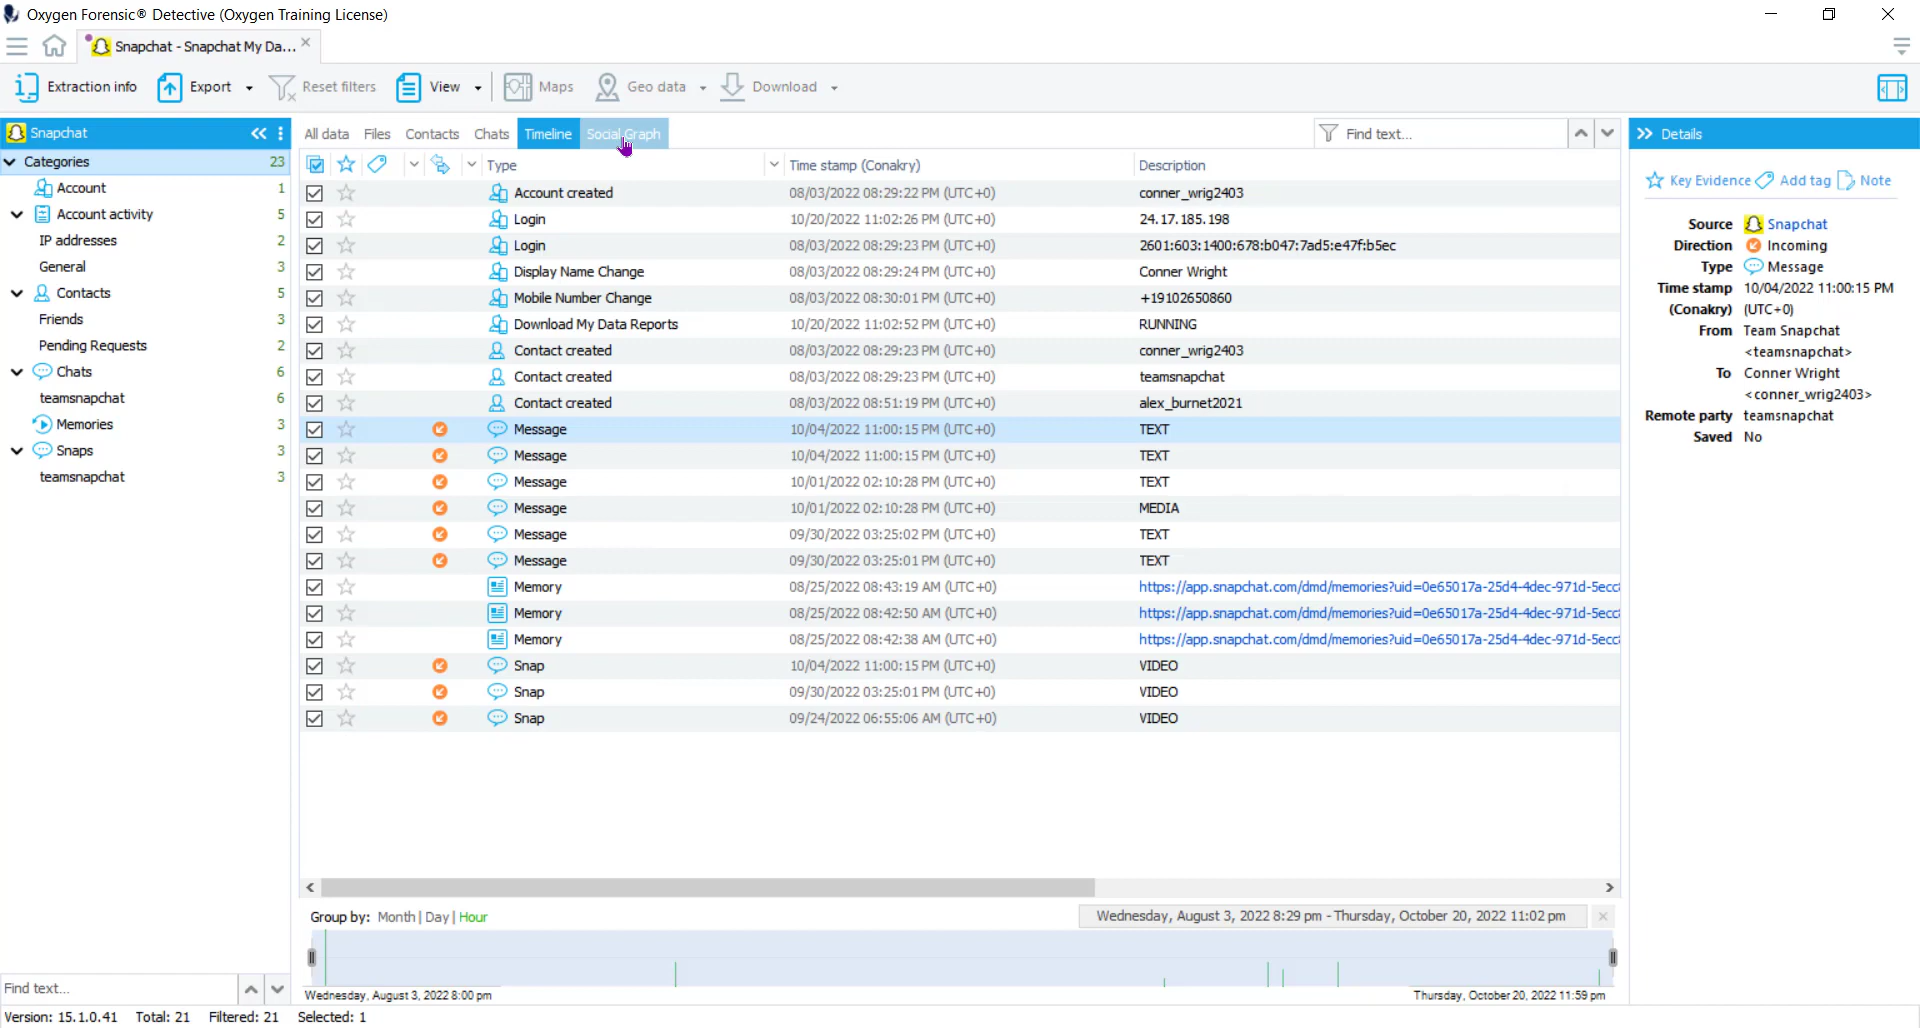 Oxygen Forensic® Detective (Oxygen Training License)
Snapchat - Snapchat My Da...
Extraction info Export Reset filters View Maps Geo data Download
Snapchat
Categories 23
Account 1
Account activity 5
IP addresses 2
General 3
Contacts 5
Friends 3
Pending Requests 2
Chats 6
teamsnapchat 6
Memories 3
Snaps 3
teamsnapchat 3
Find text...
All data Files Contacts Chats Timeline Social Graph Find text...
Type Time stamp (Conakry) Description
Account created 08/03/2022 08:29:22 PM (UTC+0) conner_wrig2403
Login 10/20/2022 11:02:26 PM (UTC+0) 24.17.185.198
Login 08/03/2022 08:29:23 PM (UTC+0) 2601:603:1400:678:b047:7ad5:e47f:b5ec
Display Name Change 08/03/2022 08:29:24 PM (UTC+0) Conner Wright
Mobile Number Change 08/03/2022 08:30:01 PM (UTC+0) +19102650860
Download My Data Reports 10/20/2022 11:02:52 PM (UTC+0) RUNNING
Contact created 08/03/2022 08:29:23 PM (UTC+0) conner_wrig2403
Contact created 08/03/2022 08:29:23 PM (UTC+0) teamsnapchat
Contact created 08/03/2022 08:51:19 PM (UTC+0) alex_burnet2021
Message 10/04/2022 11:00:15 PM (UTC+0) TEXT
Message 10/04/2022 11:00:15 PM (UTC+0) TEXT
Message 10/01/2022 02:10:28 PM (UTC+0) TEXT
Message 10/01/2022 02:10:28 PM (UTC+0) MEDIA
Message 09/30/2022 03:25:02 PM (UTC+0) TEXT
Message 09/30/2022 03:25:01 PM (UTC+0) TEXT
Memory 08/25/2022 08:43:19 AM (UTC+0) https://app.snapchat.com/dmd/memories?uid=0e65017a-25d4-4dec-971d-5ecc
Memory 08/25/2022 08:42:50 AM (UTC+0) https://app.snapchat.com/dmd/memories?uid=0e65017a-25d4-4dec-971d-5ecc
Memory 08/25/2022 08:42:38 AM (UTC+0) https://app.snapchat.com/dmd/memories?uid=0e65017a-25d4-4dec-971d-5ecc
Snap 10/04/2022 11:00:15 PM (UTC+0) VIDEO
Snap 09/30/2022 03:25:01 PM (UTC+0) VIDEO
Snap 09/24/2022 06:55:06 AM (UTC+0) VIDEO
Group by: Month | Day | Hour
Wednesday, August 3, 2022 8:29 pm - Thursday, October 20, 2022 11:02 pm
Wednesday, August 3, 2022 8:00 pm
Thursday, October 20, 2022 11:59 pm
Details
Key Evidence Add tag Note
Source Snapchat
Direction Incoming
Type Message
Time stamp 10/04/2022 11:00:15 PM
(Conakry) (UTC+0)
From Team Snapchat
<teamsnapchat>
To Conner Wright
<conner_wrig2403>
Remote party teamsnapchat
Saved No
Version: 15.1.0.41 Total: 21 Filtered: 21 Selected: 1